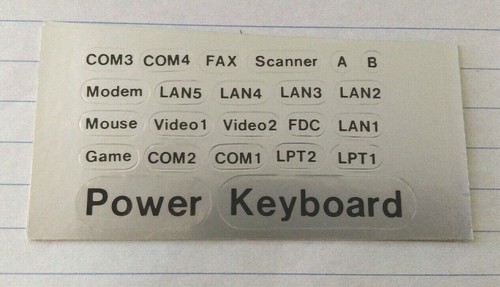 COM3 COM4 FAX Scanner A B
Modem LAN5 LAN4 LAN3 LAN2
Mouse Video1 Video2 FDC LAN1
Game COM2 COM1 LPT2 LPT1
Power Keyboard